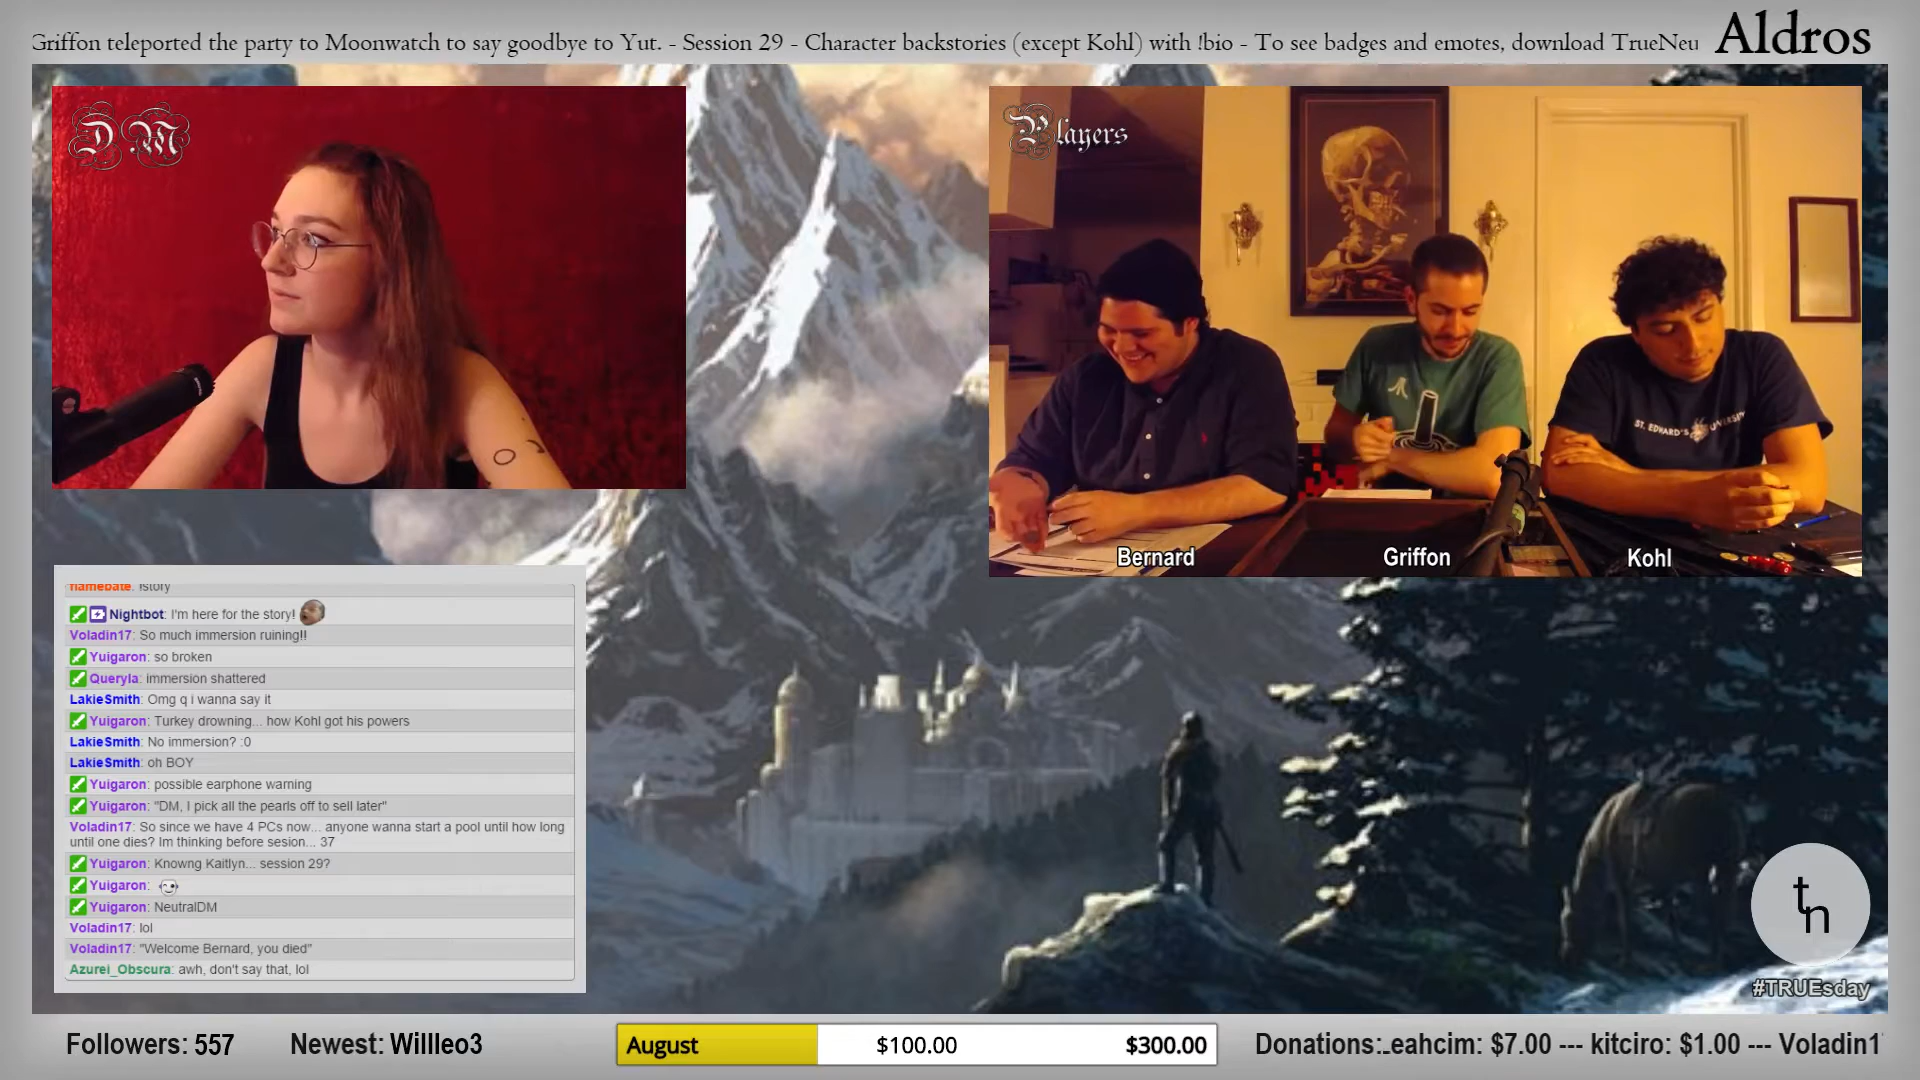 Griffon teleported the party to Moonwatch to say goodbye to Yut. - Session 29 - Character backstories (except Kohl) with !bio - To see badges and emotes, download TrueNeu
Aldros
DM
Players
ST. EDWARD'S UNIVERSITY
Bernard
Griffon
Kohl
namebate: !story
Nightbot: I'm here for the story!
Voladin17: So much immersion ruining!!
Yuigaron: so broken
Queryla: immersion shattered
LakieSmith: Omg q i wanna say it
Yuigaron: Turkey drowning... how Kohl got his powers
LakieSmith: No immersion? :0
LakieSmith: oh BOY
Yuigaron: possible earphone warning
Yuigaron: "DM, I pick all the pearls off to sell later"
Voladin17: So since we have 4 PCs now... anyone wanna start a pool until how long
until one dies? Im thinking before sesion... 37
Yuigaron: Knowng Kaitlyn... session 29?
Yuigaron:
Yuigaron: NeutralDM
Voladin17: lol
Voladin17: "Welcome Bernard, you died"
Azurei_Obscura: awh, don't say that, lol
tn
#TRUEsday
Followers: 557
Newest: Willleo3
August
$100.00
$300.00
Donations:.eahcim: $7.00 --- kitciro: $1.00 --- Voladin1